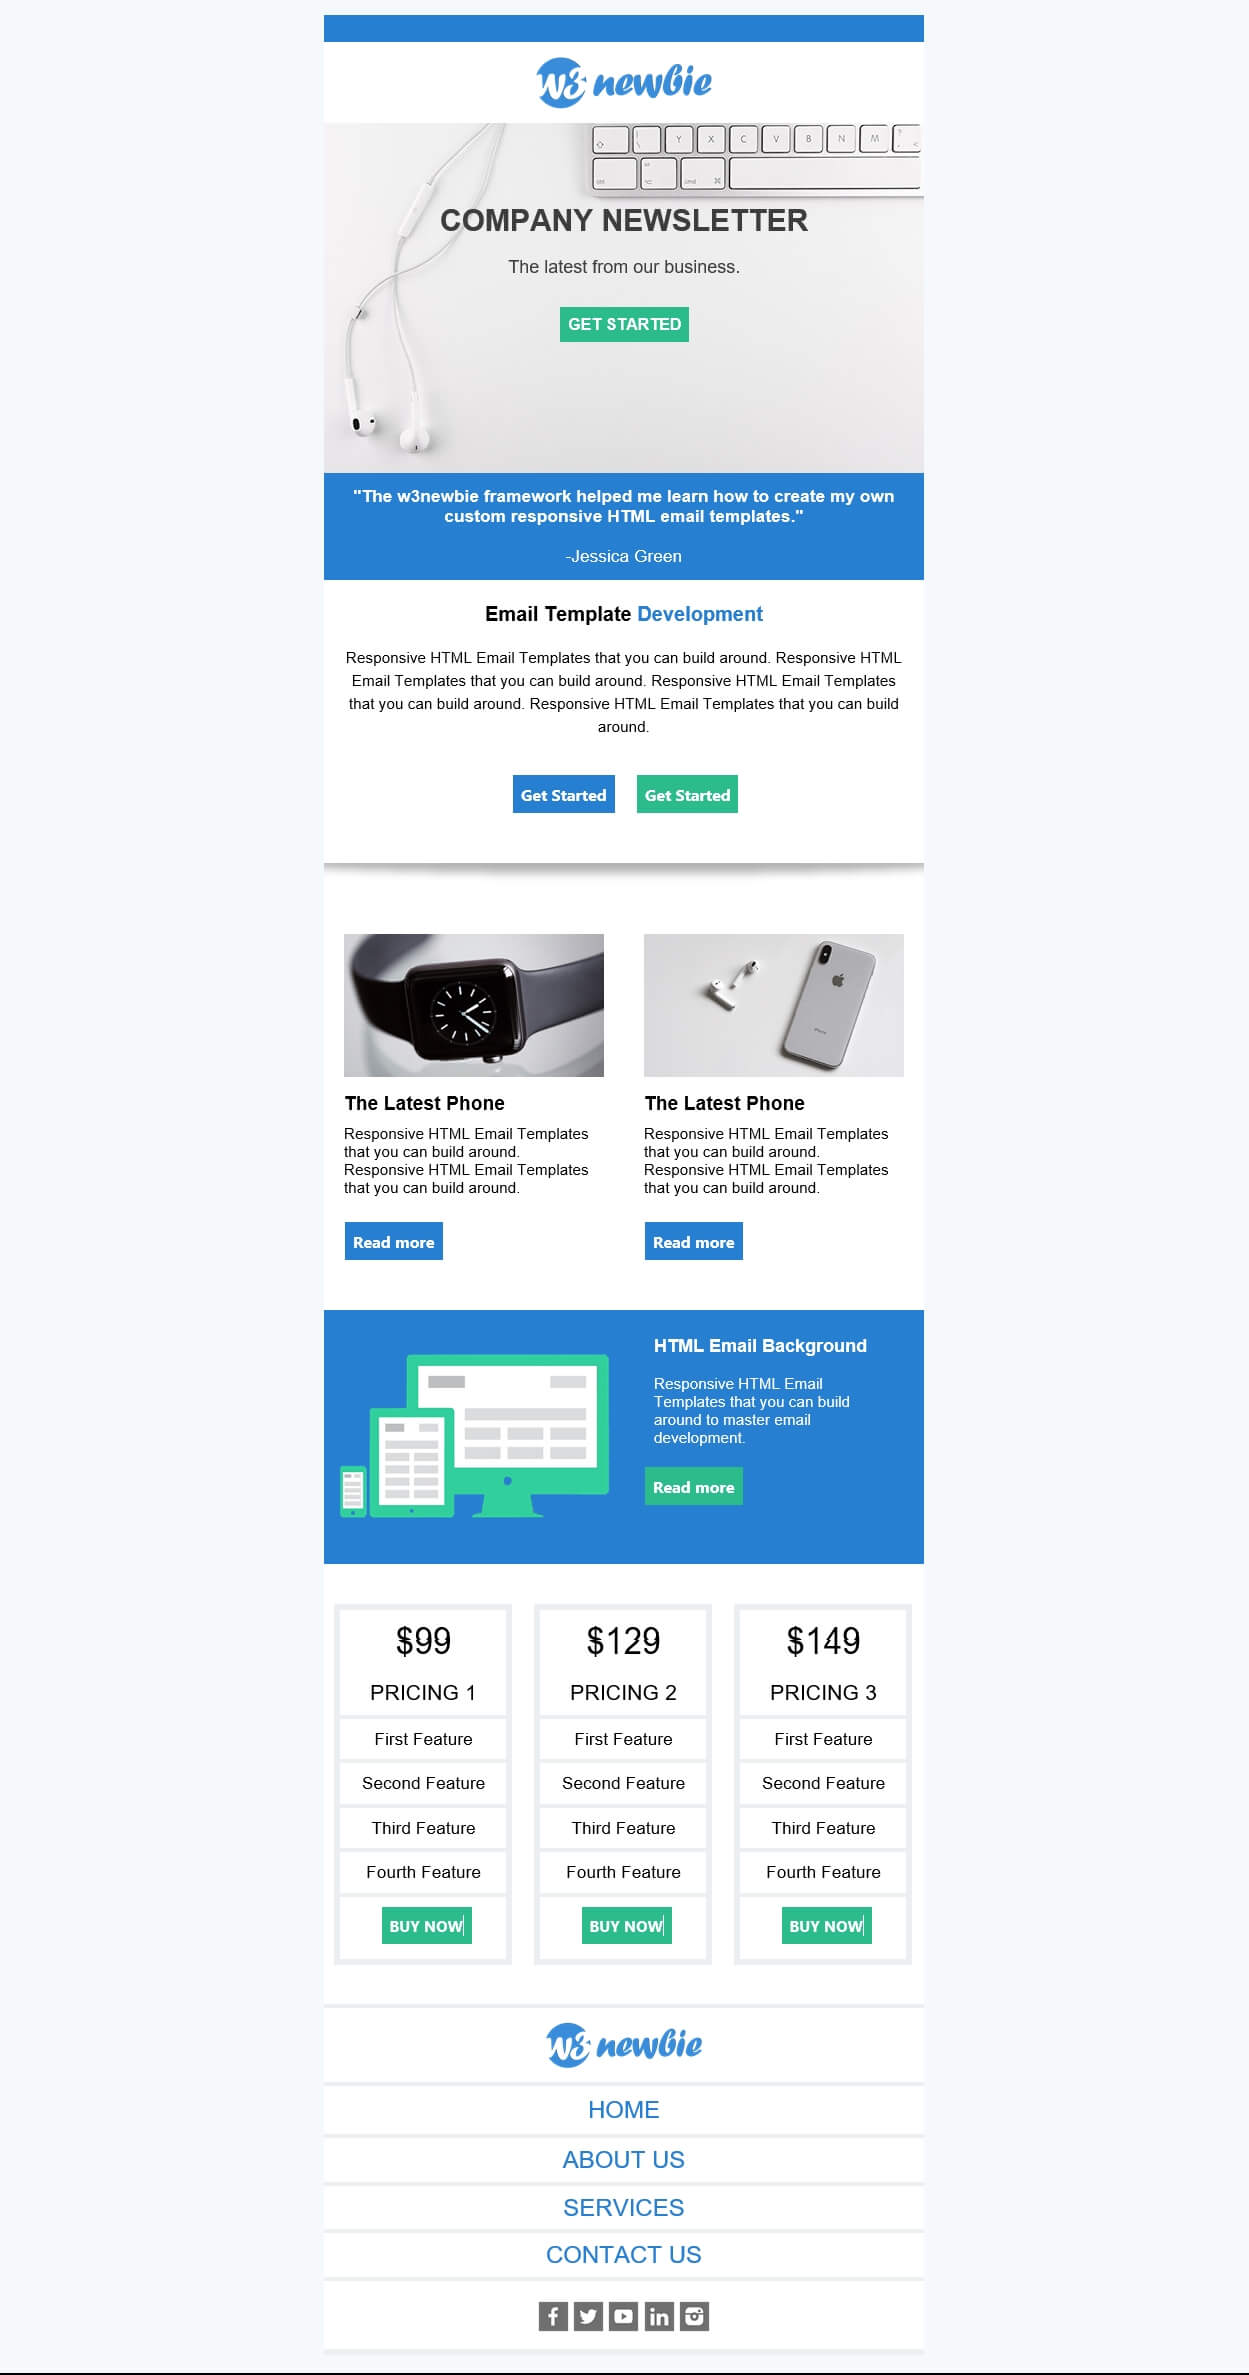 w3newbie
Y X C V B N M ?
cmd ⌘
COMPANY NEWSLETTER
The latest from our business.
GET STARTED
"The w3newbie framework helped me learn how to create my own
custom responsive HTML email templates."
-Jessica Green
Email Template Development
Responsive HTML Email Templates that you can build around. Responsive HTML
Email Templates that you can build around. Responsive HTML Email Templates
that you can build around. Responsive HTML Email Templates that you can build
around.
Get Started Get Started
The Latest Phone
Responsive HTML Email Templates
that you can build around.
Responsive HTML Email Templates
that you can build around.
Read more
iPhone
The Latest Phone
Responsive HTML Email Templates
that you can build around.
Responsive HTML Email Templates
that you can build around.
Read more
HTML Email Background
Responsive HTML Email
Templates that you can build
around to master email
development.
Read more
$99
PRICING 1
First Feature
Second Feature
Third Feature
Fourth Feature
BUY NOW
$129
PRICING 2
First Feature
Second Feature
Third Feature
Fourth Feature
BUY NOW
$149
PRICING 3
First Feature
Second Feature
Third Feature
Fourth Feature
BUY NOW
w3newbie
HOME
ABOUT US
SERVICES
CONTACT US